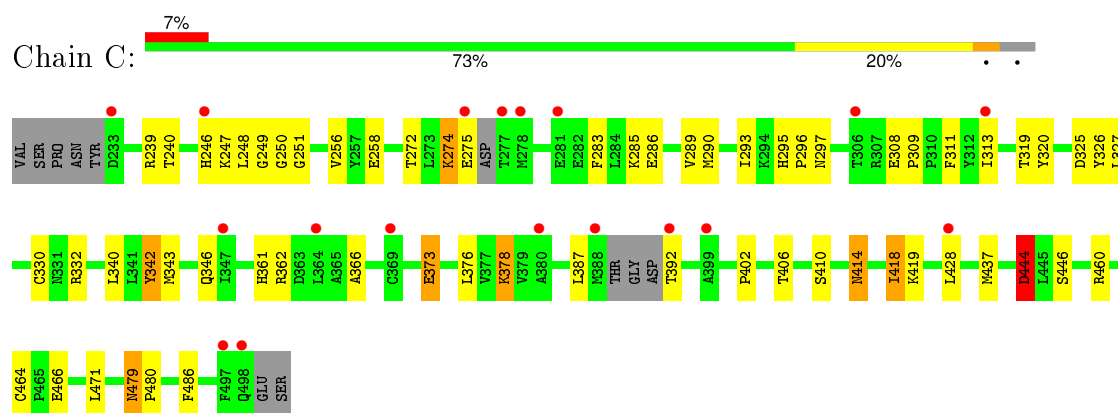 7%
Chain C:
73% 20% • •
VAL SER PRO ASN TYR D233 R239 T240 H246 K247 L248 G249 G250 G251 V256 Y257 E258 T272 L273 K274 E275 ASP T277 M278 E281 E282 F283 L284 K285 E286 V289 M290 I293 K294 H295 P296 N297 T306 R307 E308 P309 P310 F311 Y312 I313 T319 Y320 D325 Y326 L327
C330 N331 R332 L340 L341 Y342 M343 Q346 I347 H361 R362 D363 L364 A365 A366 C369 E373 L376 V377 K378 V379 A380 L387 M388 THR GLY ASP T392 A399 P402 T406 S410 N414 I418 K419 L428 M437 D444 L445 S446 R460
C464 P465 E466 L471 N479 P480 F486 F497 Q498 GLU SER